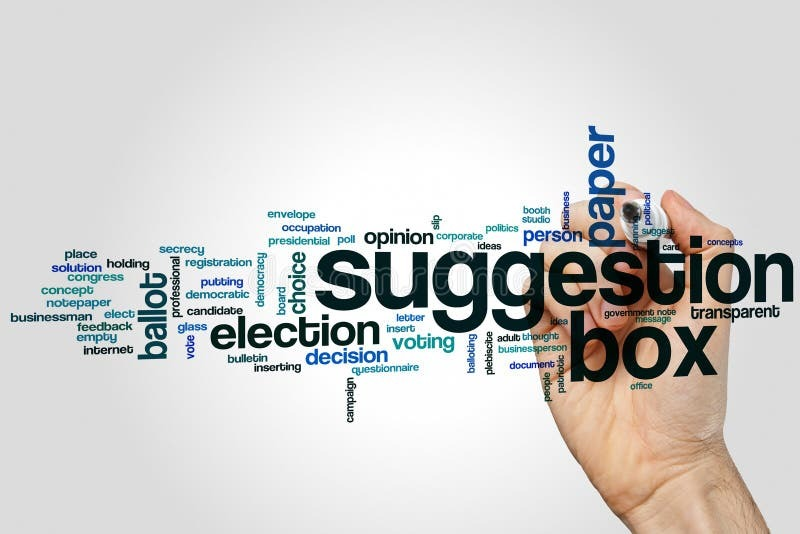 envelope
occupation
presidential
poll
opinion
slip
corporate
politics
ideas
booth
studio
person
business
paper
planning
political
suggest
card
concepts
place
solution
holding
congress
concept
notepaper
businessman
elect
feedback
empty
internet
ballot
professional
secrecy
registration
putting
democratic
candidate
glass
vote
democracy
board
choice
suggestion
box
election
bulletin
inserting
decision
questionnaire
campaign
letter
insert
voting
balloting
plebiscite
adult
thought
businessperson
document
idea
people
patriotic
government
note
message
transparent
office